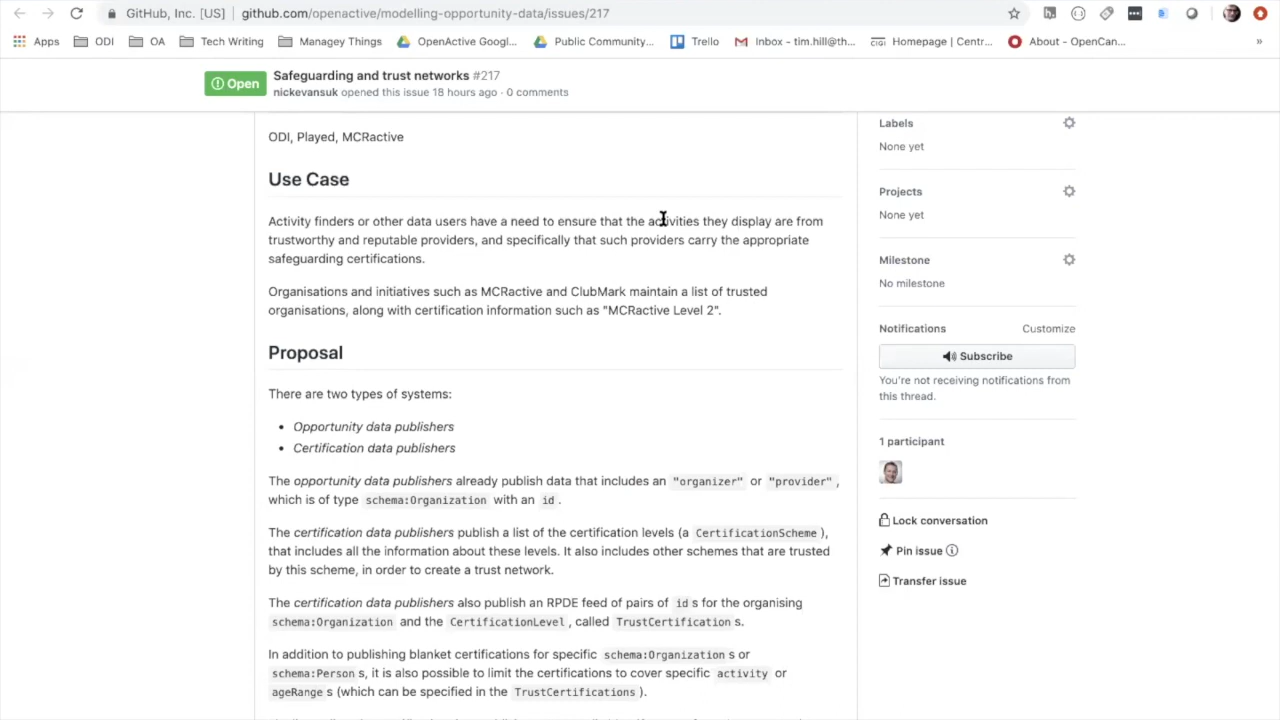 GitHub, Inc. [US] | github.com/openactive/modelling-opportunity-data/issues/217
Apps ODI OA Tech Writing Managey Things OpenActive Googl... Public Community... Trello Inbox - tim.hill@th... CIGI Homepage | Centr... About - OpenCan... »
Open Safeguarding and trust networks #217
nickevansuk opened this issue 18 hours ago · 0 comments
ODI, Played, MCRactive
Use Case
Activity finders or other data users have a need to ensure that the activities they display are from
trustworthy and reputable providers, and specifically that such providers carry the appropriate
safeguarding certifications.
Organisations and initiatives such as MCRactive and ClubMark maintain a list of trusted
organisations, along with certification information such as "MCRactive Level 2".
Proposal
There are two types of systems:
• Opportunity data publishers
• Certification data publishers
The opportunity data publishers already publish data that includes an "organizer" or "provider",
which is of type schema:Organization with an id.
The certification data publishers publish a list of the certification levels (a CertificationScheme),
that includes all the information about these levels. It also includes other schemes that are trusted
by this scheme, in order to create a trust network.
The certification data publishers also publish an RPDE feed of pairs of id s for the organising
schema:Organization and the CertificationLevel, called TrustCertification s.
In addition to publishing blanket certifications for specific schema:Organization s or
schema:Person s, it is also possible to limit the certifications to cover specific activity or
ageRange s (which can be specified in the TrustCertifications).
Labels
None yet
Projects
None yet
Milestone
No milestone
Notifications Customize
Subscribe
You're not receiving notifications from
this thread.
1 participant
Lock conversation
Pin issue
Transfer issue